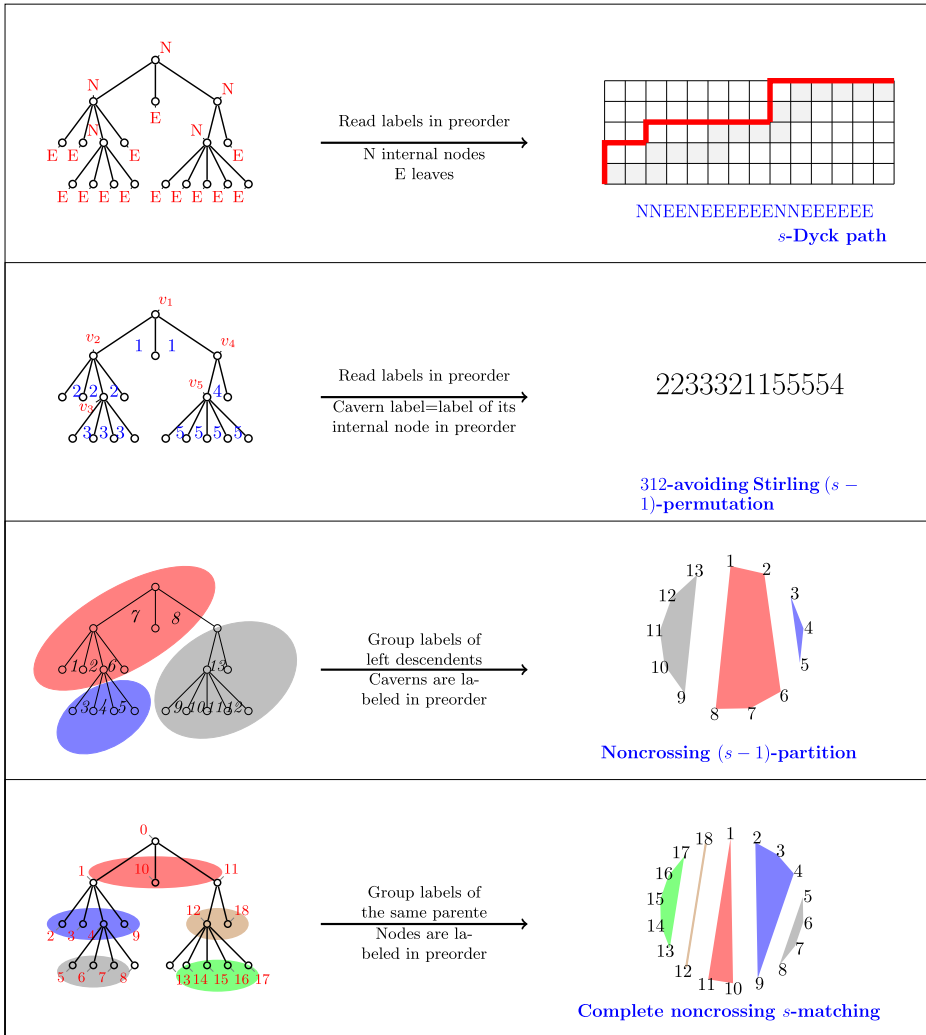 N
N
N
E
N
N
E E
E
E
E E E E
E E E E E
Read labels in preorder
N internal nodes
E leaves
NNEENEEEEEENNEEEEEE
s-Dyck path
v₁
v₂
1 1
v₄
2 2 2
v₅
4
v₃
3 3 3
5 5 5 5
Read labels in preorder
Cavern label=label of its
internal node in preorder
2233321155554
312-avoiding Stirling (s −
1)-permutation
7 8
1 2 6
13
3 4 5
9 10 11 12
Group labels of
left descendents
Caverns are la-
beled in preorder
1
2
13
3
12
4
11
5
10
6
9
7
8
Noncrossing (s − 1)-partition
0
1
10
11
12
18
2 3 4 9
5 6 7 8
13 14 15 16 17
Group labels of
the same parente
Nodes are la-
beled in preorder
18
1
2
17
3
16
4
15
5
14
6
13
7
12
8
11
10
9
Complete noncrossing s-matching